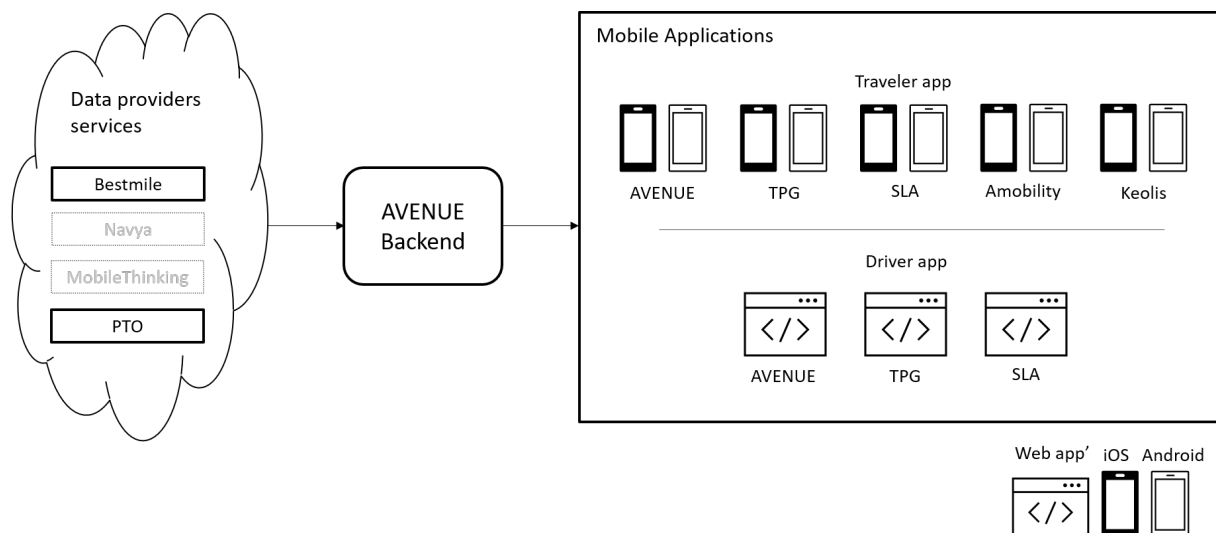 Data providers
services
Bestmile
Navya
MobileThinking
PTO
AVENUE
Backend
Mobile Applications
Traveler app
AVENUE
TPG
SLA
Amobility
Keolis
Driver app
</>
</>
</>
AVENUE
TPG
SLA
Web app’
iOS
Android
</>